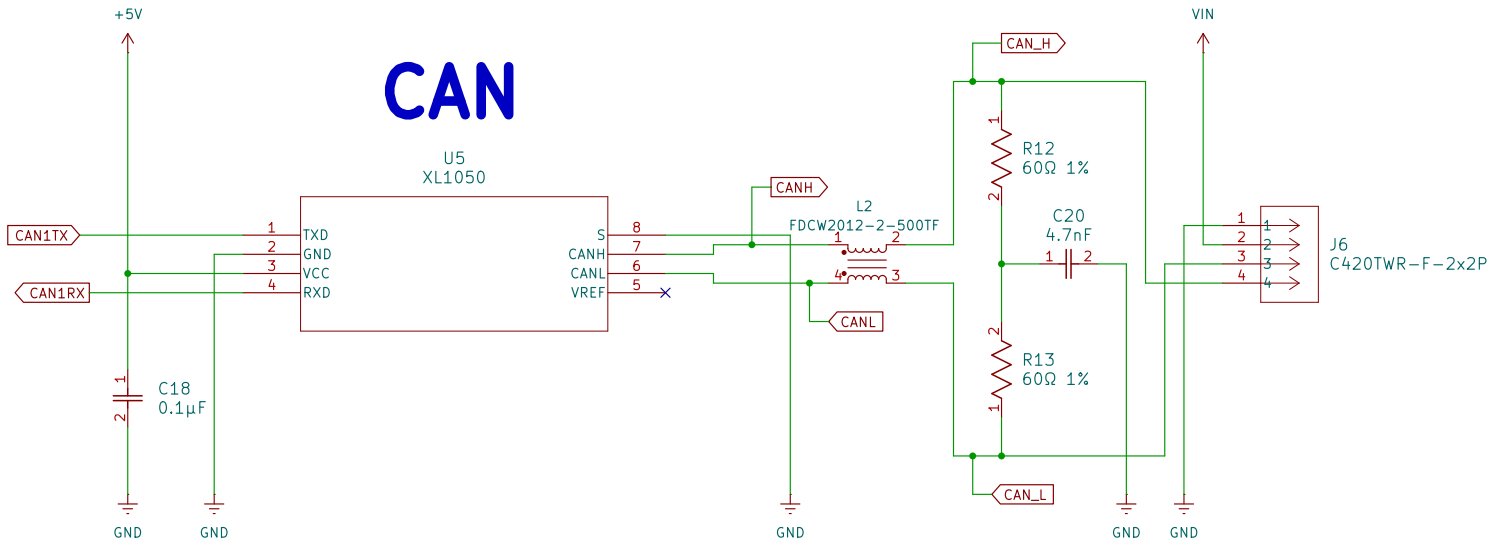 +5V
VIN
CAN_H
CAN
U5
XL1050
1
R12
60Ω 1%
2
CANH
L2
FDCW2012-2-500TF
C20
4.7nF
CAN1TX
1
TXD
S
8
1
2
1
1
2
GND
CANH
7
2
2
J6
3
VCC
CANL
6
4
3
1
2
3
3
C420TWR-F-2x2P
CAN1RX
4
RXD
VREF
5
4
4
CANL
2
R13
60Ω 1%
1
1
C18
0.1µF
2
CAN_L
GND
GND
GND
GND
GND